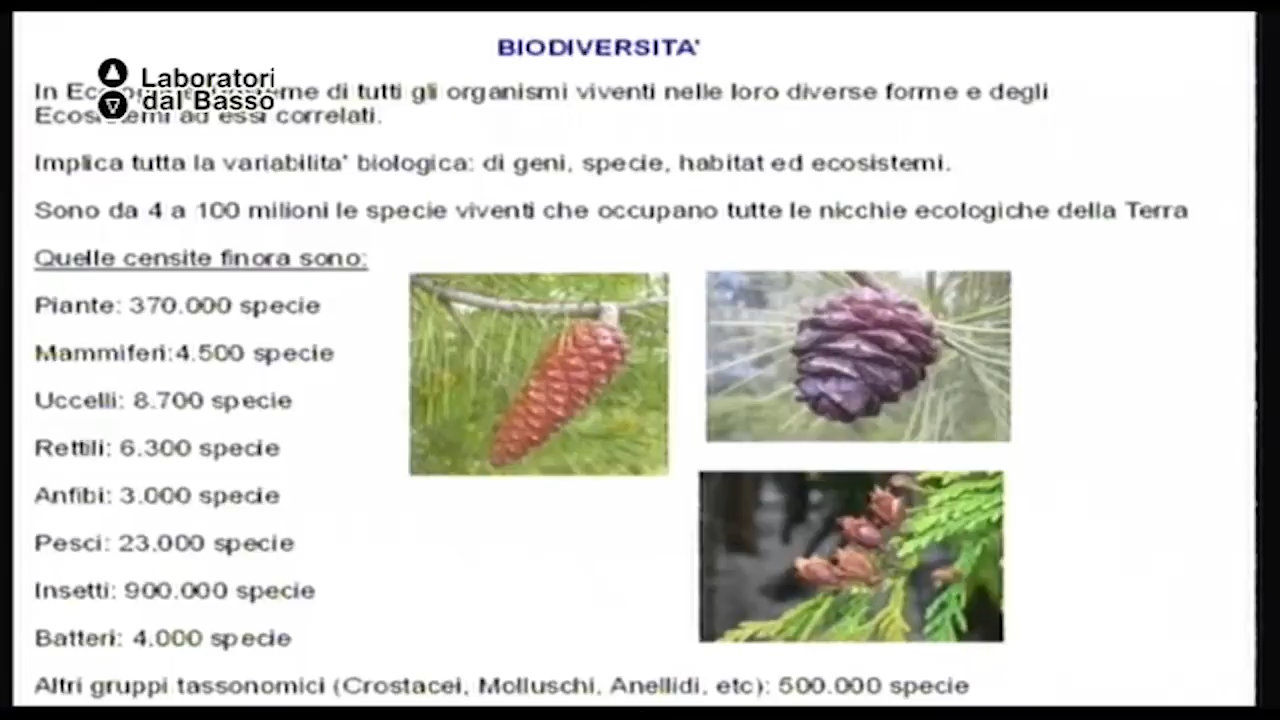 BIODIVERSITA'
Laboratori
dal Basso
In di tutti gli organismi viventi nelle loro diverse forme e degli
ad essi correlati.
Implica tutta la variabilita' biologica: di geni, specie, habitat ed ecosistemi.
Sono da 4 a 100 milioni le specie viventi che occupano tutte le nicchie ecologiche della Terra
Quelle censite finora sono:
Piante: 370.000 specie
Mammiferi:4.500 specie
Uccelli: 8.700 specie
Rettili: 6.300 specie
Anfibi: 3.000 specie
Pesci: 23.000 specie
Insetti: 900.000 specie
Batteri: 4.000 specie
Altri gruppi tassonomici (Crostacei, Molluschi, Anellidi, etc): 500.000 specie